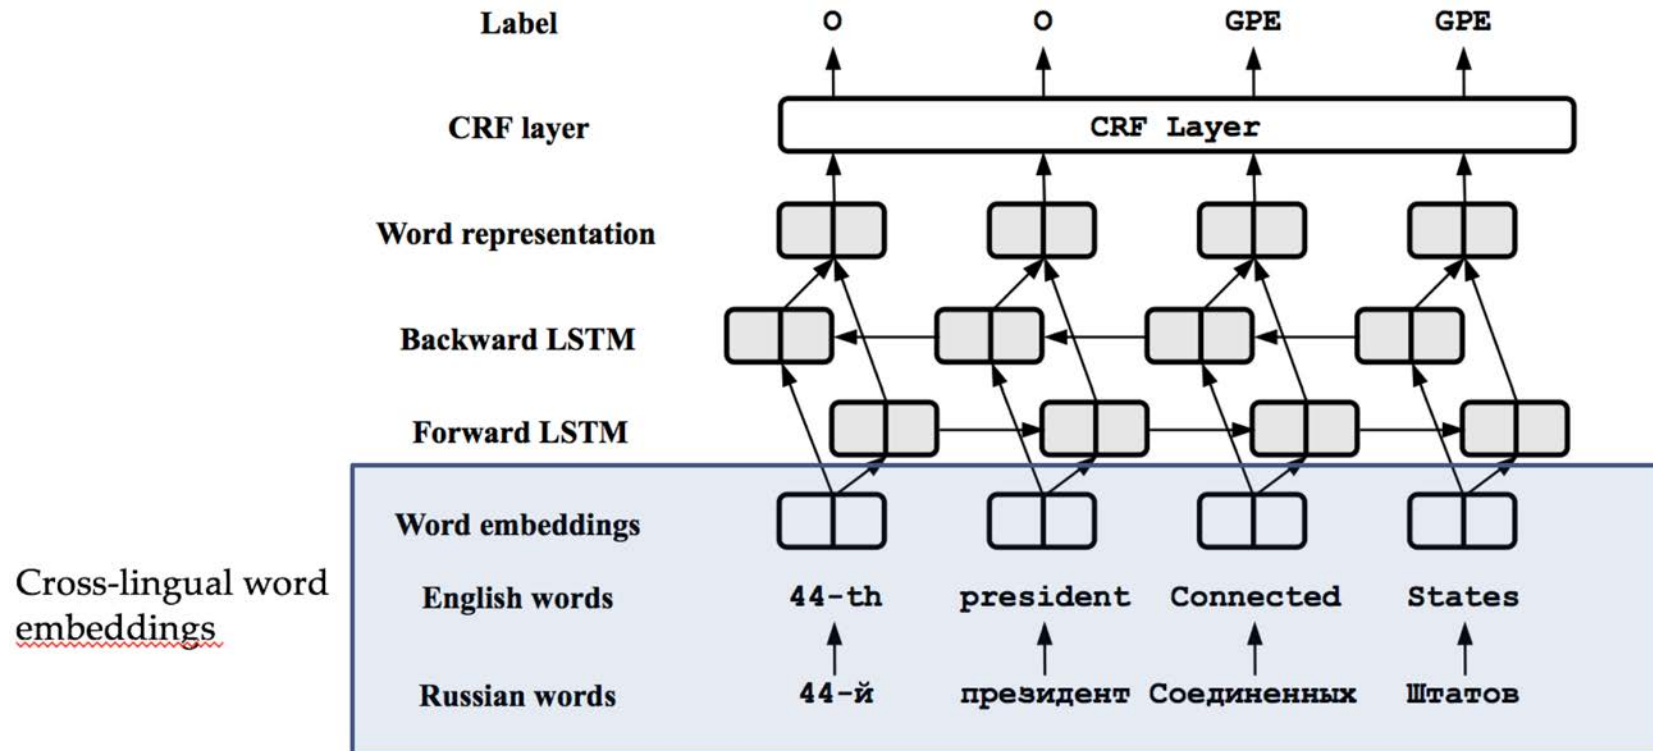 Label O O GPE GPE
CRF layer CRF Layer
Word representation
Backward LSTM
Forward LSTM
Word embeddings
Cross-lingual word
embeddings
English words 44-th president Connected States
Russian words 44-й президент Соединенных Штатов